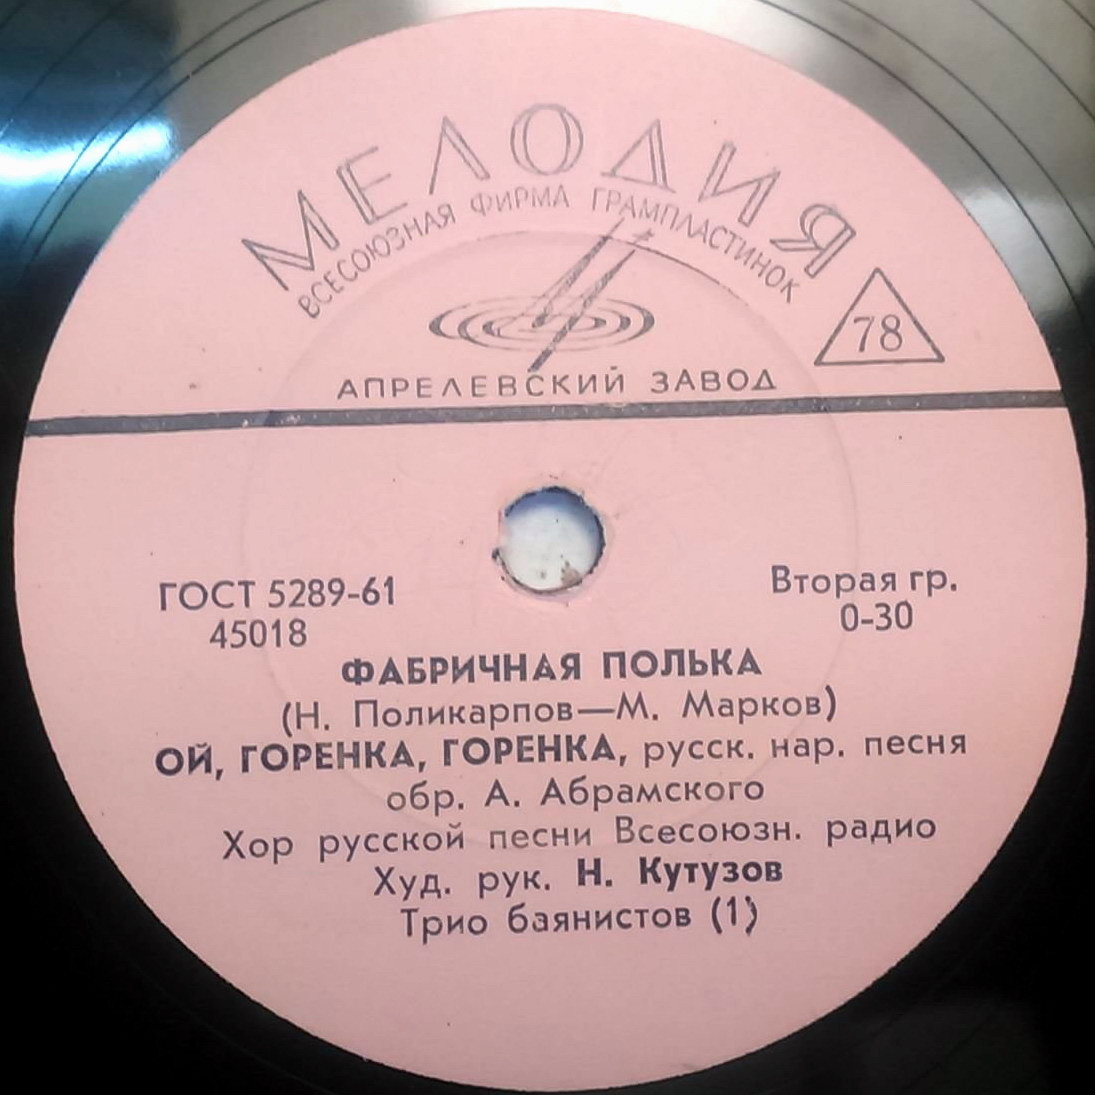 МЕЛОДИЯ
ВСЕСОЮЗНАЯ ФИРМА ГРАМПЛАСТИНОК
78
АПРЕЛЕВСКИЙ ЗАВОД
ГОСТ 5289-61
45018
Вторая гр.
0-30
ФАБРИЧНАЯ ПОЛЬКА
(Н. Поликарпов—М. Марков)
ОЙ, ГОРЕНКА, ГОРЕНКА, русск. нар. песня
обр. А. Абрамского
Хор русской песни Всесоюзн. радио
Худ. рук. Н. Кутузов
Трио баянистов (1)